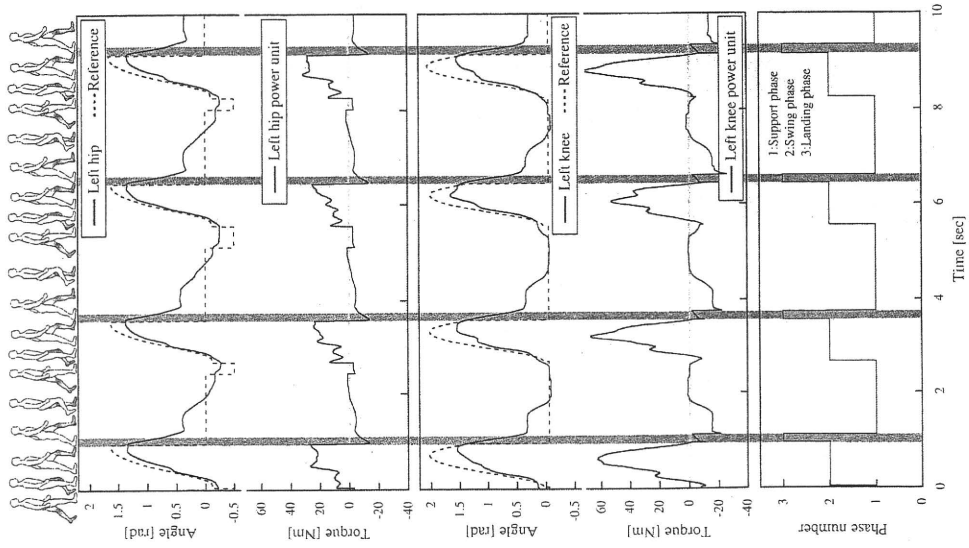 Left hip Reference
2
1.5
1
0.5
0
-0.5
Angle [rad]
Left hip power unit
60
40
20
0
-20
Torque [Nm]
2
1.5
1
0.5
0
-0.5
Angle [rad]
Left knee Reference
60
40
20
0
-20
-40
Torque [Nm]
Left knee power unit
1:Support phase
2:Swing phase
3:Landing phase
3
2
1
0
Phase number
0 2 4 6 8 10
Time [sec]